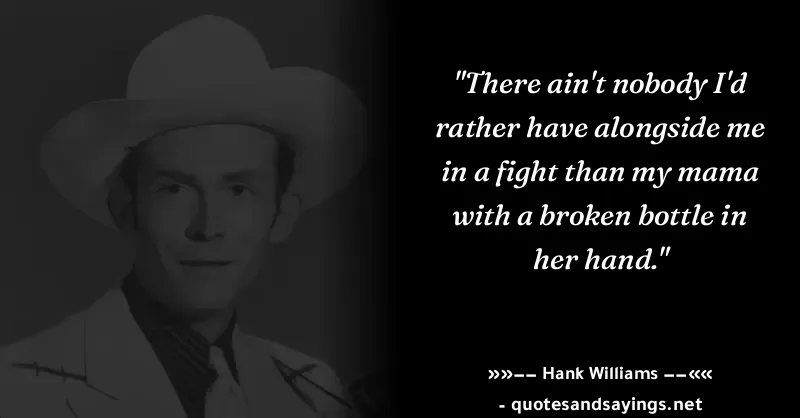 "There ain't nobody I'd
rather have alongside me
in a fight than my mama
with a broken bottle in
her hand."
»»−− Hank Williams −−««
- quotesandsayings.net